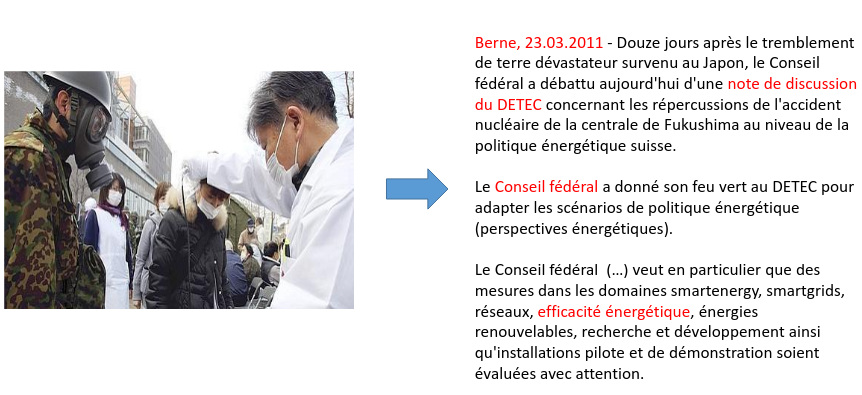 Berne, 23.03.2011 - Douze jours après le tremblement
de terre dévastateur survenu au Japon, le Conseil
fédéral a débattu aujourd'hui d'une note de discussion
du DETEC concernant les répercussions de l'accident
nucléaire de la centrale de Fukushima au niveau de la
politique énergétique suisse.
Le Conseil fédéral a donné son feu vert au DETEC pour
adapter les scénarios de politique énergétique
(perspectives énergétiques).
Le Conseil fédéral  (…) veut en particulier que des
mesures dans les domaines smartenergy, smartgrids,
réseaux, efficacité énergétique, énergies
renouvelables, recherche et développement ainsi
qu'installations pilote et de démonstration soient
évaluées avec attention.